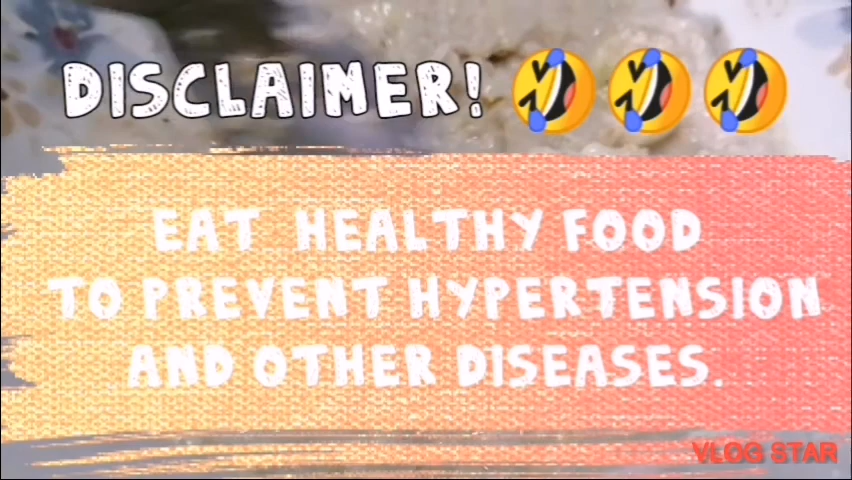 DISCLAIMER! 🤣🤣🤣
EAT HEALTHY FOOD
TO PREVENT HYPERTENSION
AND OTHER DISEASES.
VLOG STAR